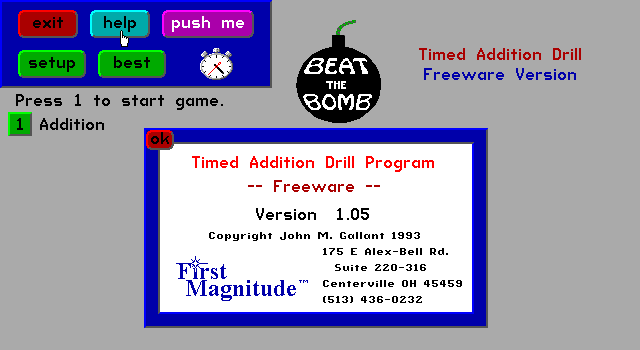 exit
help
push me
setup
best
Press 1 to start game.
1 Addition
BEAT
THE
BOMB
Timed Addition Drill
Freeware Version
ok
Timed Addition Drill Program
-- Freeware --
Version 1.05
Copyright John M. Gallant 1993
175 E Alex-Bell Rd.
Suite 220-316
Centerville OH 45459
(513) 436-0232
First
Magnitude™